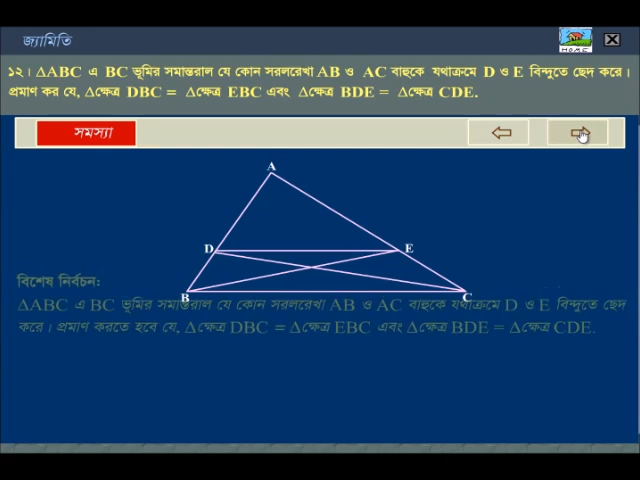 জ্যামিতি
HOME
১২। ΔABC এ BC ভূমির সমান্তরাল যে কোন সরলরেখা AB ও AC বাহুকে যথাক্রমে D ও E বিন্দুতে ছেদ করে।
প্রমাণ কর যে, Δক্ষেত্র DBC = Δক্ষেত্র EBC এবং Δক্ষেত্র BDE = Δক্ষেত্র CDE.
সমস্যা
A
D E
বিশেষ নির্বচন:
B C
ΔABC এ BC ভূমির সমান্তরাল যে কোন সরলরেখা AB ও AC বাহুকে যথাক্রমে D ও E বিন্দুতে ছেদ
করে। প্রমাণ করতে হবে যে, Δক্ষেত্র DBC = Δক্ষেত্র EBC এবং Δক্ষেত্র BDE = Δক্ষেত্র CDE.